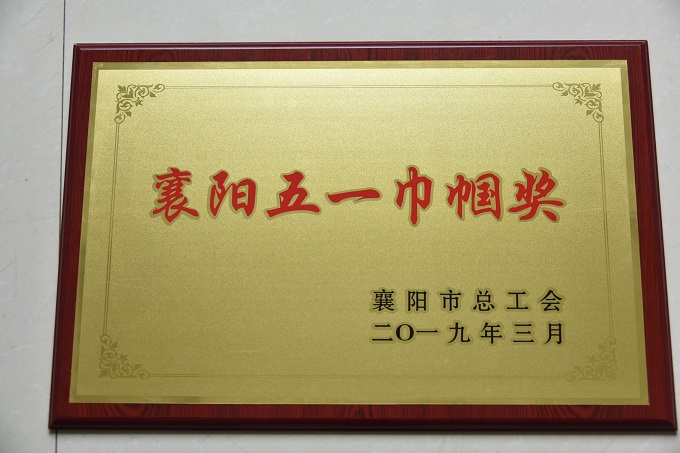 襄阳五一巾帼奖
襄阳市总工会
二〇一九年三月